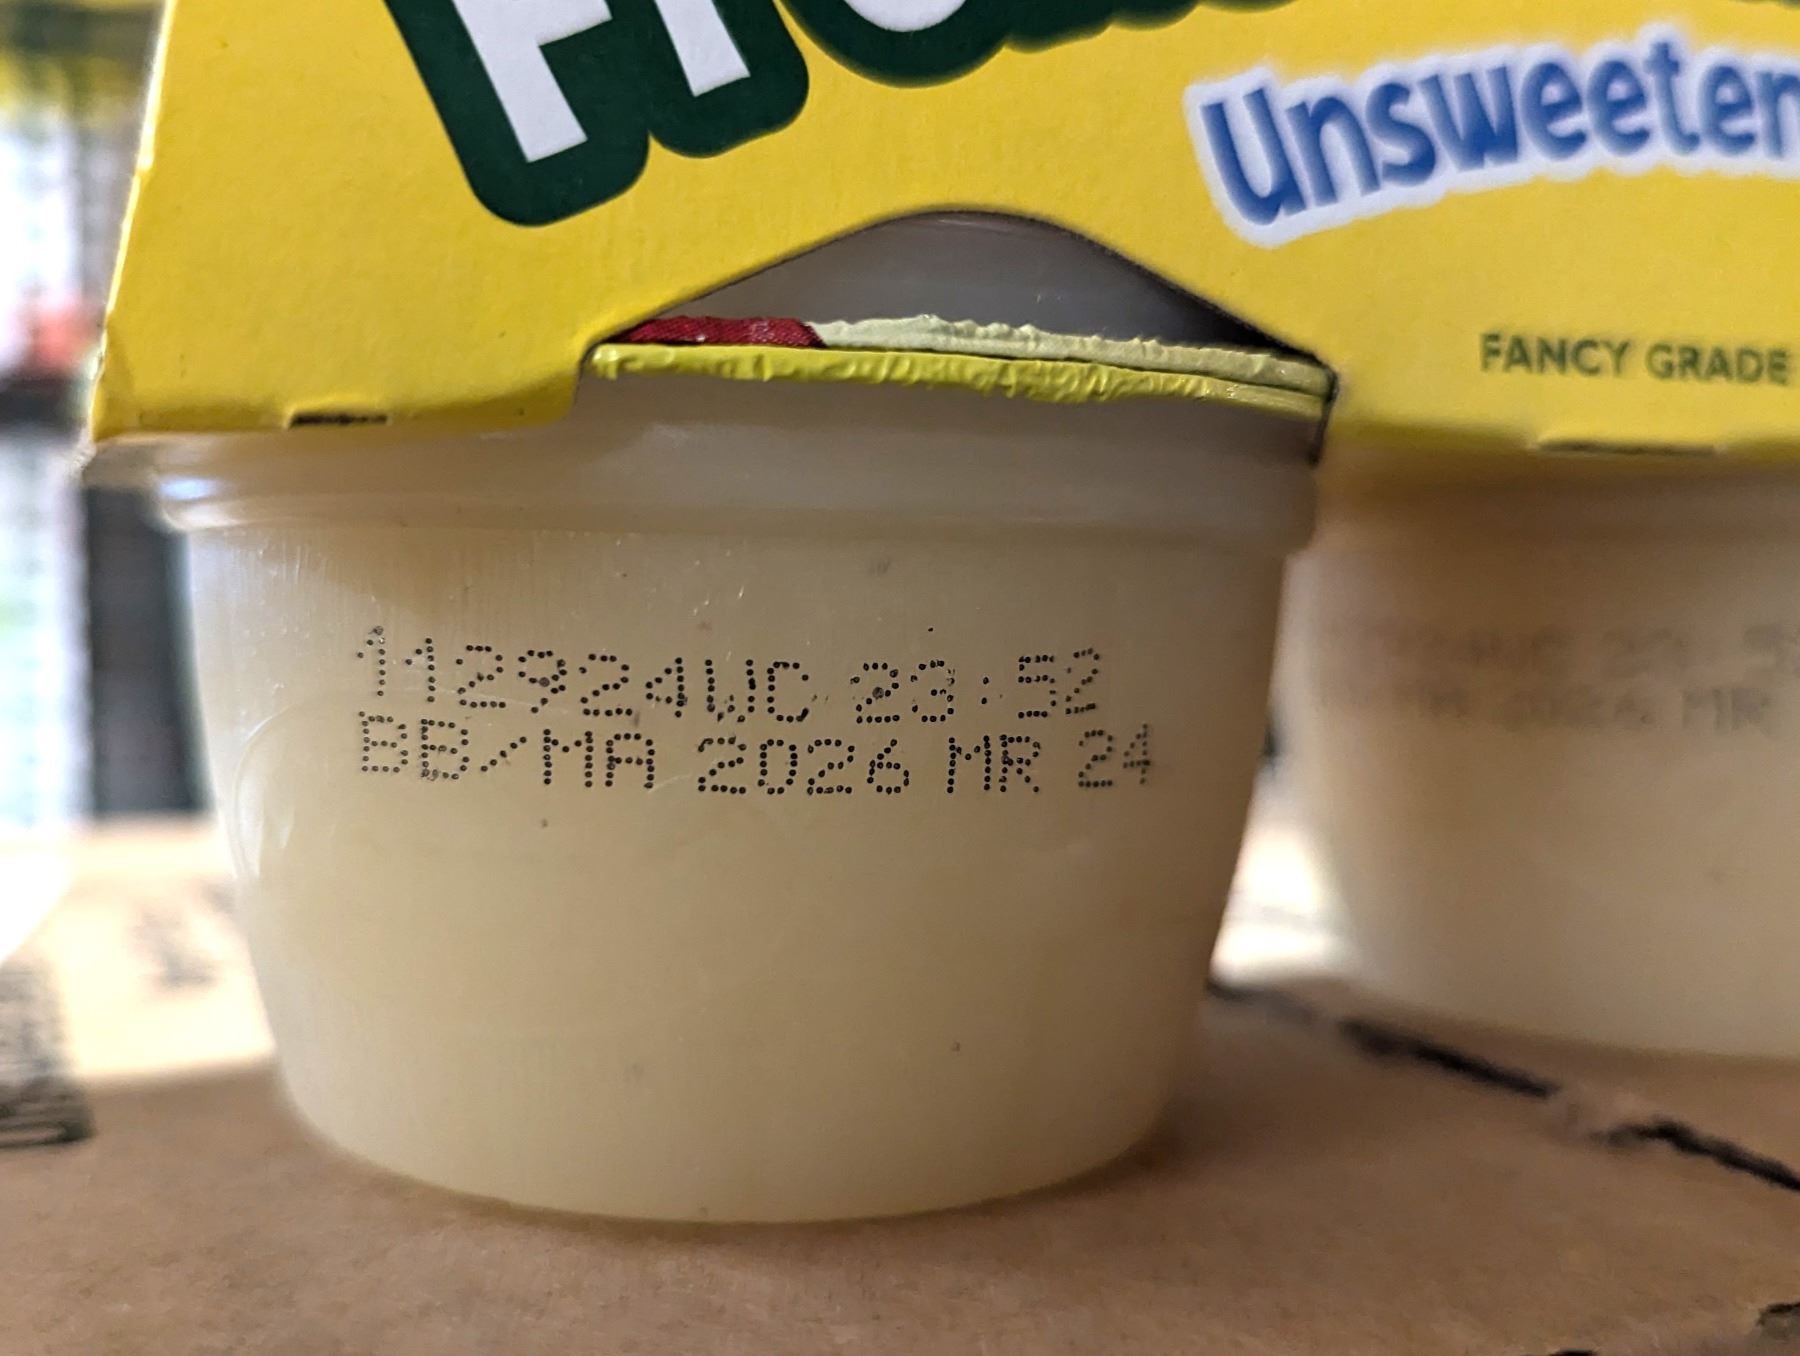 Unsweeten
FANCY GRADE
112924WC 23:52
BB/MA 2026 MR 24